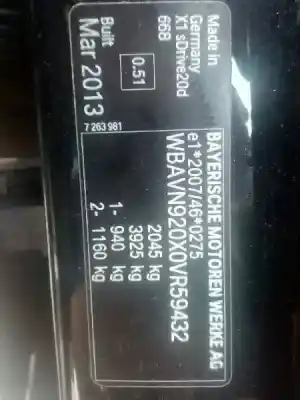 BAYERISCHE MOTOREN WERKE AG
e1*2007/46*0275
WBAVN920X0VR59432
2045 kg
3925 kg
1- 940 kg
2- 1160 kg
Made in
Germany
X1 sDrive20d
668
0.51
Built
Mar 2013
7 263 981